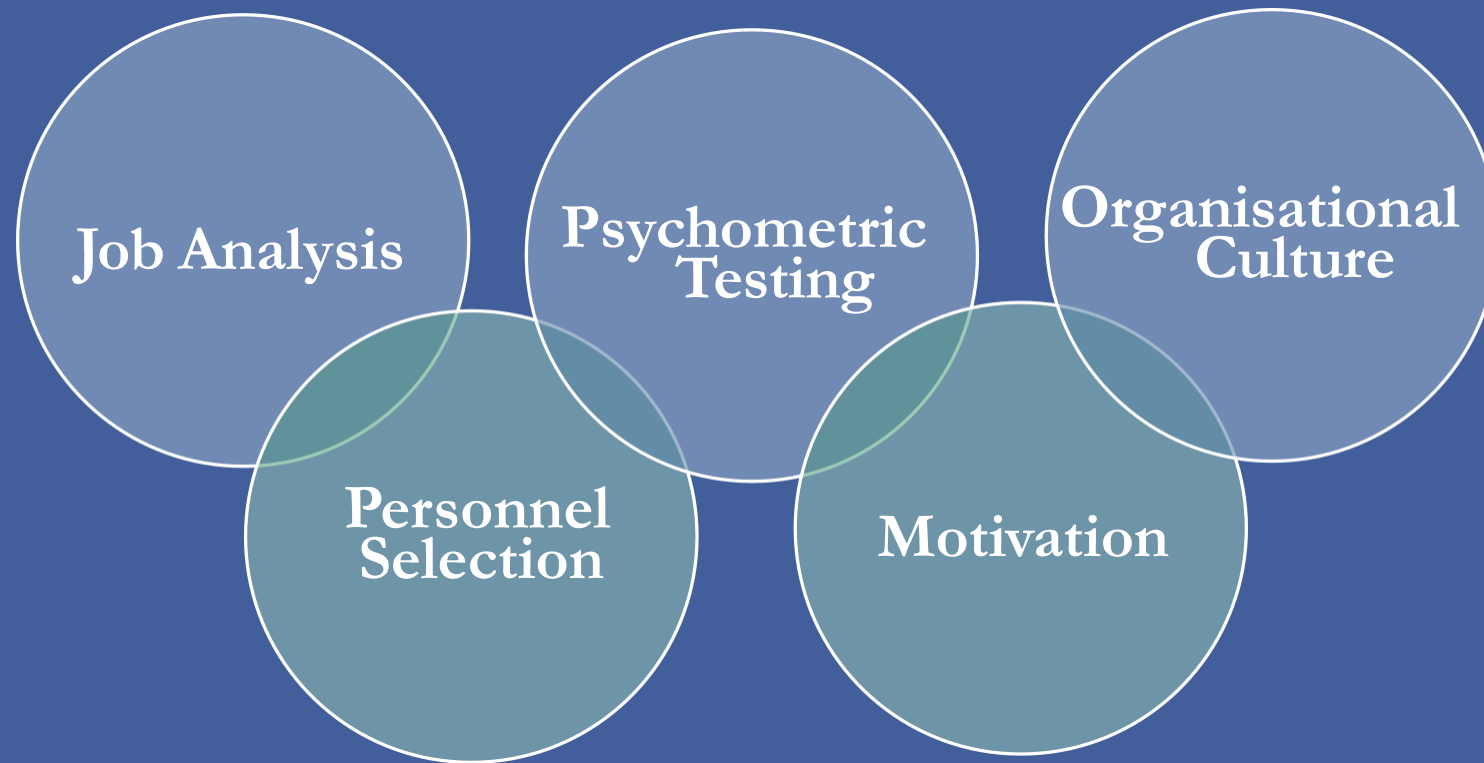 Job Analysis
Psychometric
Testing
Organisational
Culture
Personnel
Selection
Motivation